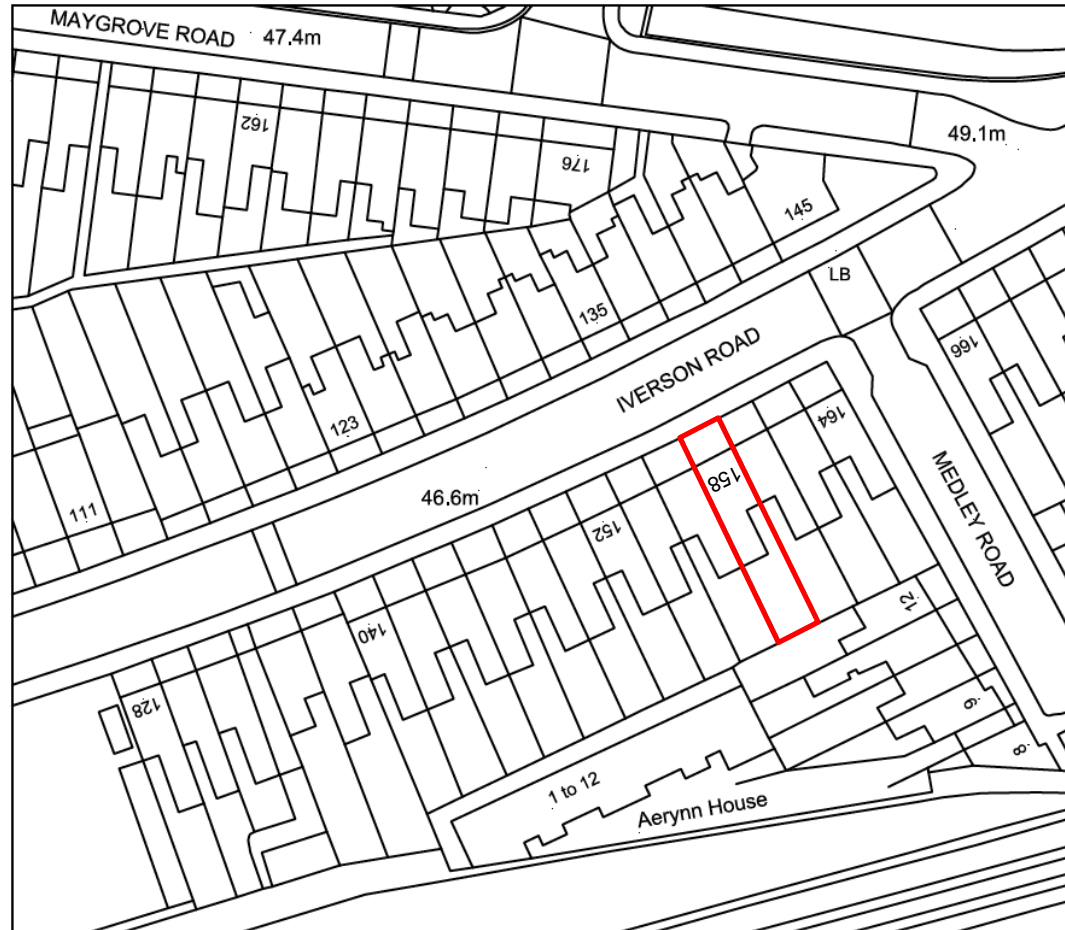 MAYGROVE ROAD
47.4m
49.1m
162
176
145
LB
135
166
IVERSON ROAD
123
164
158
111
46.6m
MEDLEY ROAD
152
12
140
128
9
8
1 to 12
Aerynn House